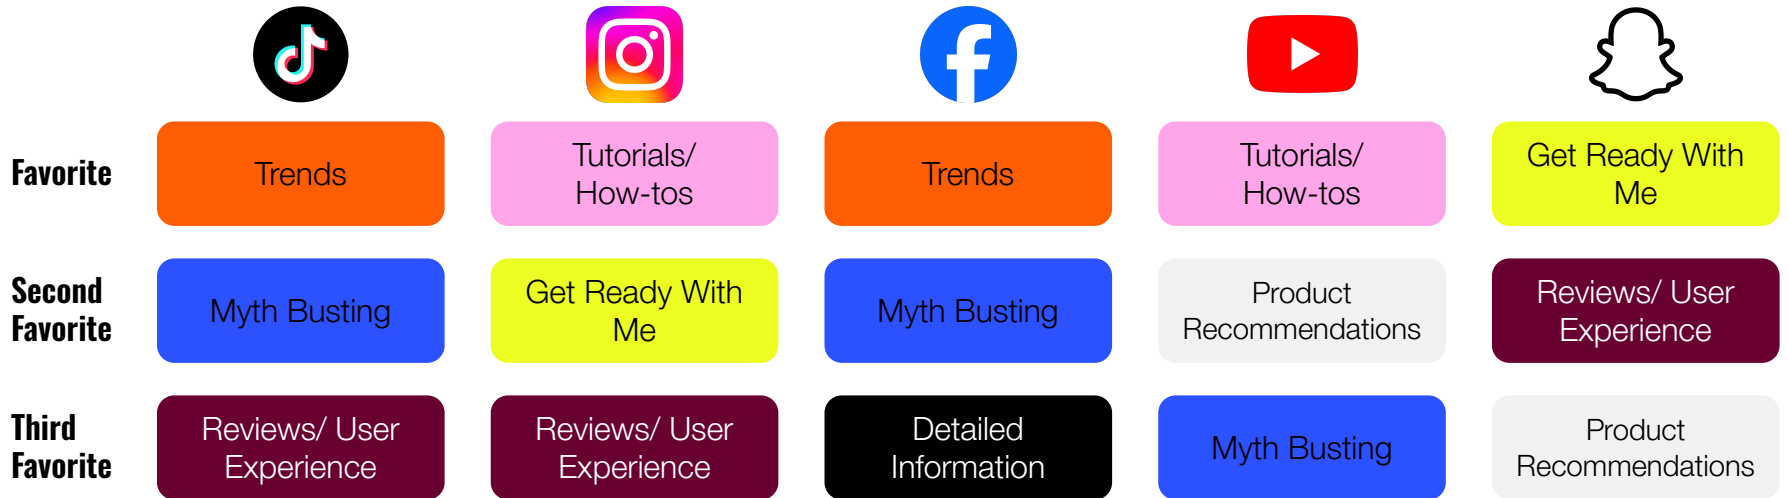 Favorite
Trends
Tutorials/
How-tos
Trends
Tutorials/
How-tos
Get Ready With
Me
Second
Favorite
Myth Busting
Get Ready With
Me
Myth Busting
Product
Recommendations
Reviews/ User
Experience
Third
Favorite
Reviews/ User
Experience
Reviews/ User
Experience
Detailed
Information
Myth Busting
Product
Recommendations